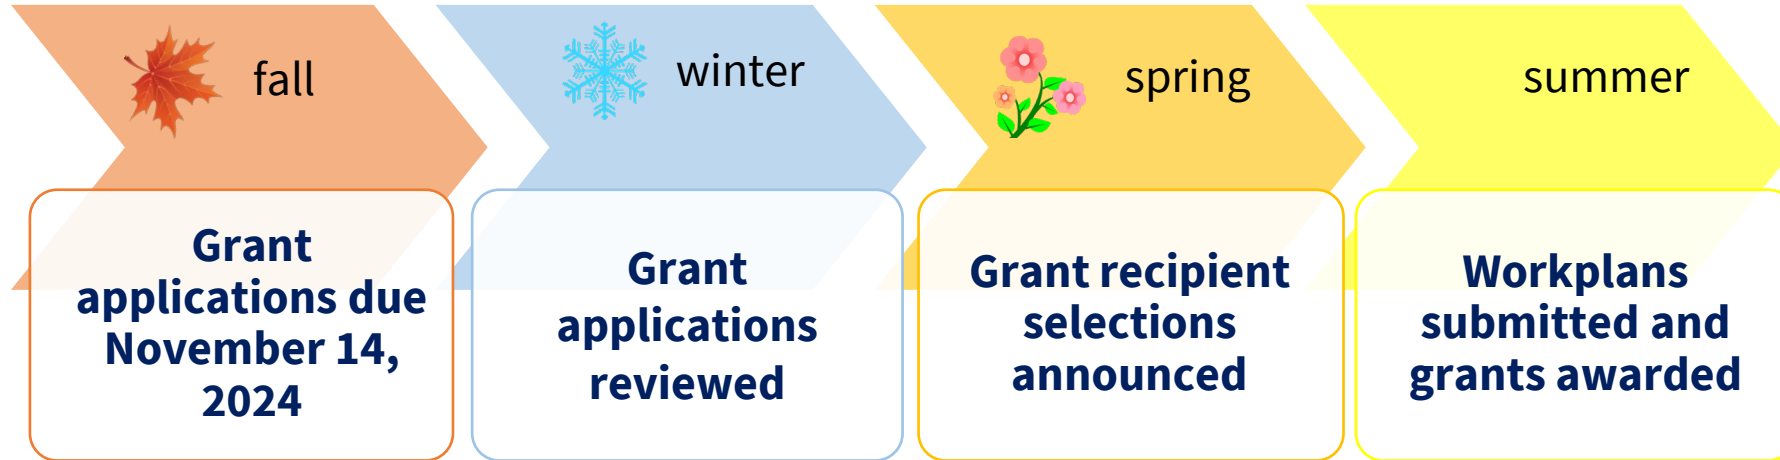 fall
Grant
applications due
November 14,
2024
winter
Grant
applications
reviewed
spring
Grant recipient
selections
announced
summer
Workplans
submitted and
grants awarded